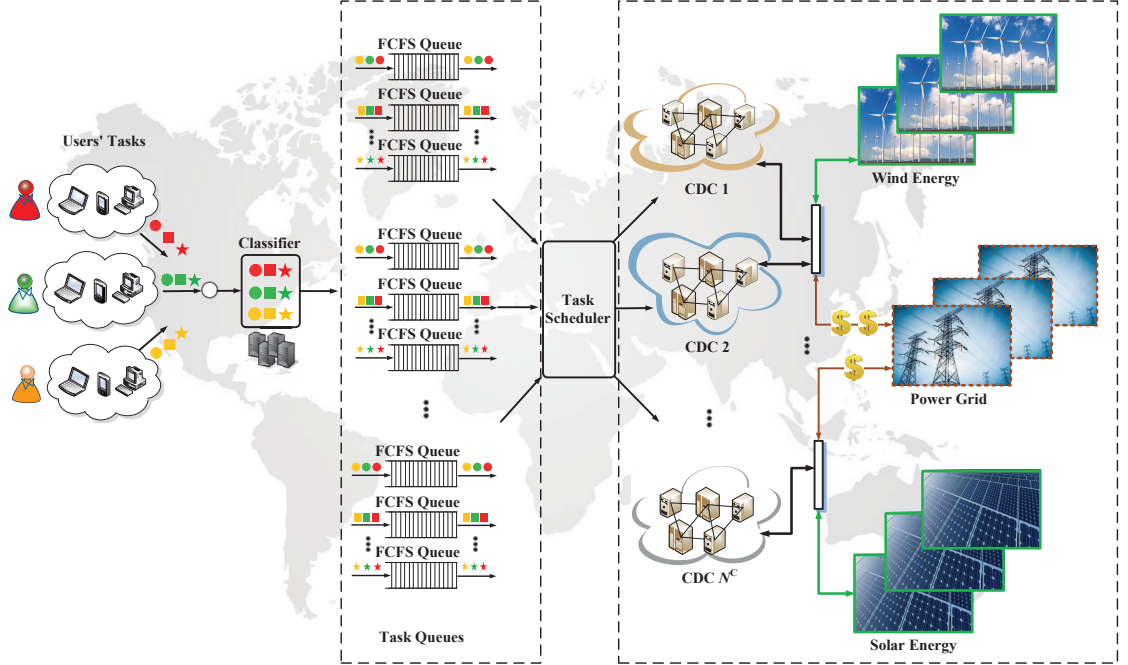 Users' Tasks
Classifier
FCFS Queue
FCFS Queue
FCFS Queue
FCFS Queue
FCFS Queue
FCFS Queue
FCFS Queue
FCFS Queue
FCFS Queue
Task Queues
Task
Scheduler
CDC 1
CDC 2
CDC N^C
Wind Energy
$ $
$
Power Grid
Solar Energy